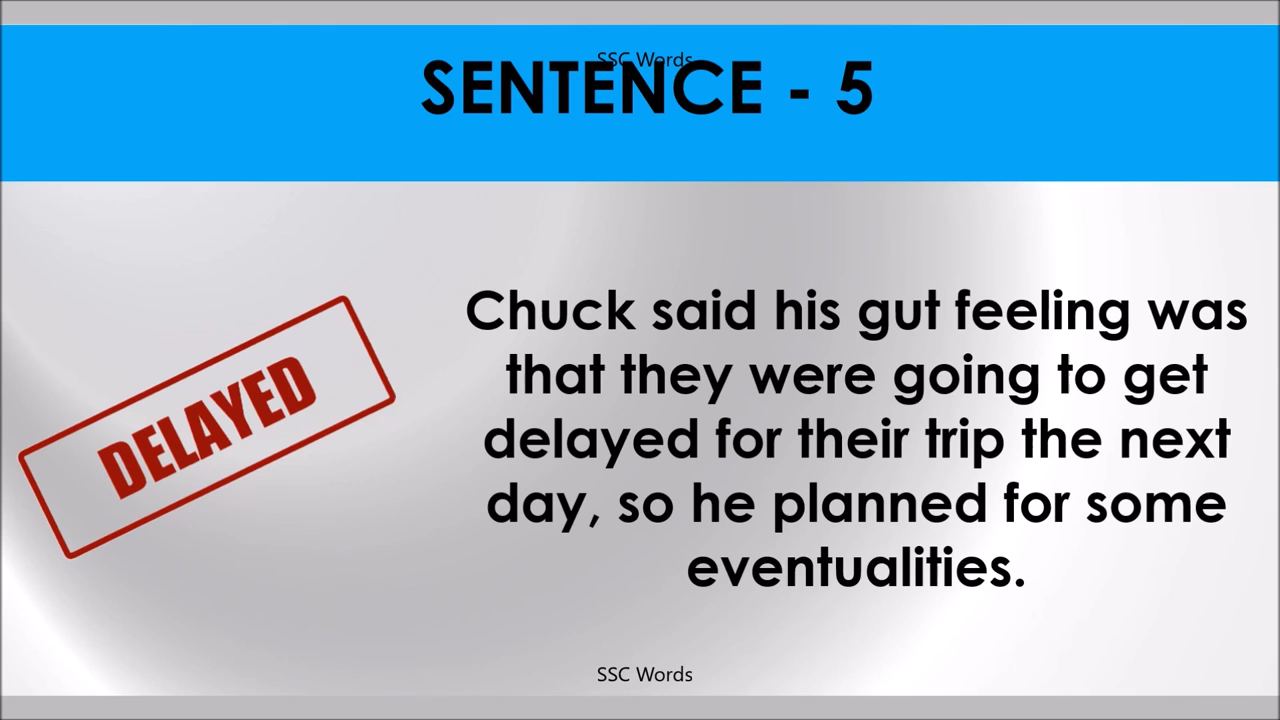 SSC Words
SENTENCE - 5
DELAYED
Chuck said his gut feeling was
that they were going to get
delayed for their trip the next
day, so he planned for some
eventualities.
SSC Words